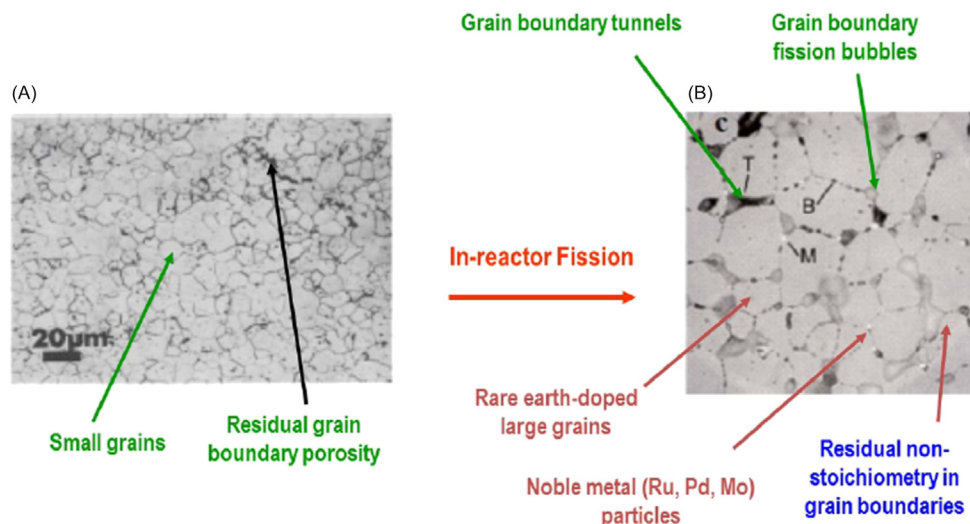 Grain boundary tunnels
Grain boundary
fission bubbles
(A)
(B)
C
T
B
M
In-reactor Fission
20µm
Small grains
Residual grain
boundary porosity
Rare earth-doped
large grains
Noble metal (Ru, Pd, Mo)
particles
Residual non-
stoichiometry in
grain boundaries